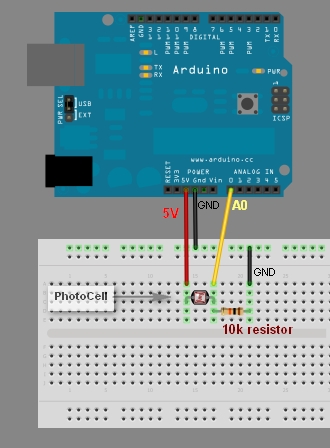 AREF
GND
13
12
11
10
9
8
7
6
5
4
3
2
1
0
PWM
PWM
PWM
PWM
PWM
PWM
TX
RX
DIGITAL
L
TX
RX
Arduino
PWR
1
ICSP
PWR SEL
USB
EXT
www.arduino.cc
POWER
ANALOG IN
RESET
3V3
5V Gnd Vin
0 1 2 3 4 5
5V
GND
A0
GND
PhotoCell
10k resistor